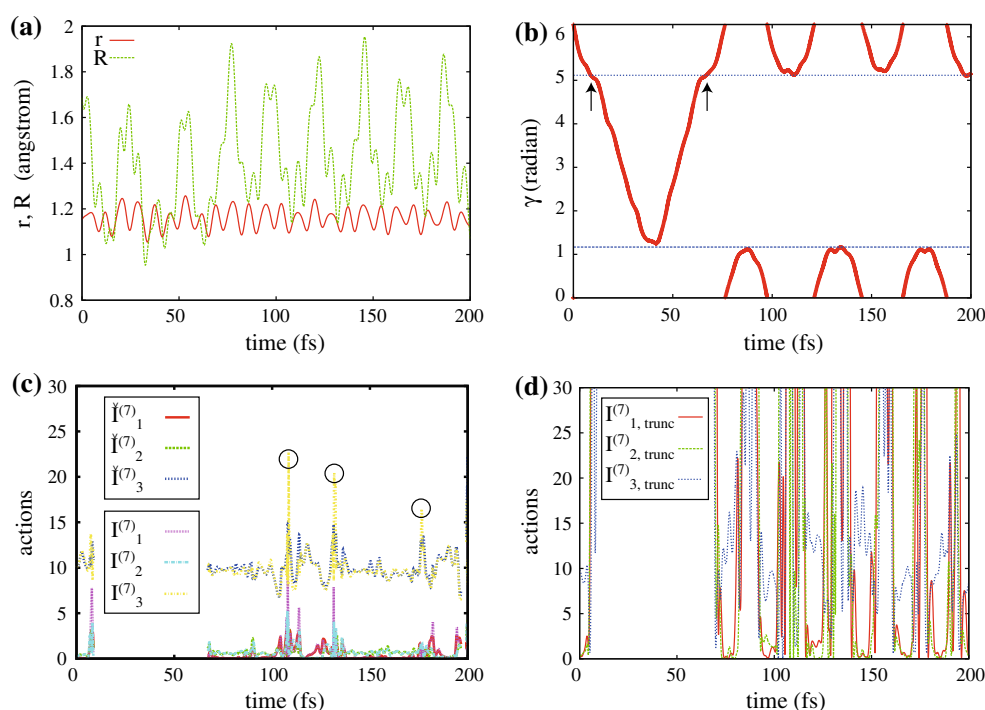 (a)
r
R
2
1.8
1.6
1.4
1.2
1
0.8
r, R (angstrom)
0 50 100 150 200
time (fs)
(b)
6
5
4
3
2
1
0
γ (radian)
0 50 100 150 200
time (fs)
(c)
30
25
20
15
10
5
0
actions
Ǐ(7)1
Ǐ(7)2
Ǐ(7)3
I(7)1
I(7)2
I(7)3
0 50 100 150 200
time (fs)
(d)
30
25
20
15
10
5
0
actions
I(7)1, trunc
I(7)2, trunc
I(7)3, trunc
0 50 100 150 200
time (fs)